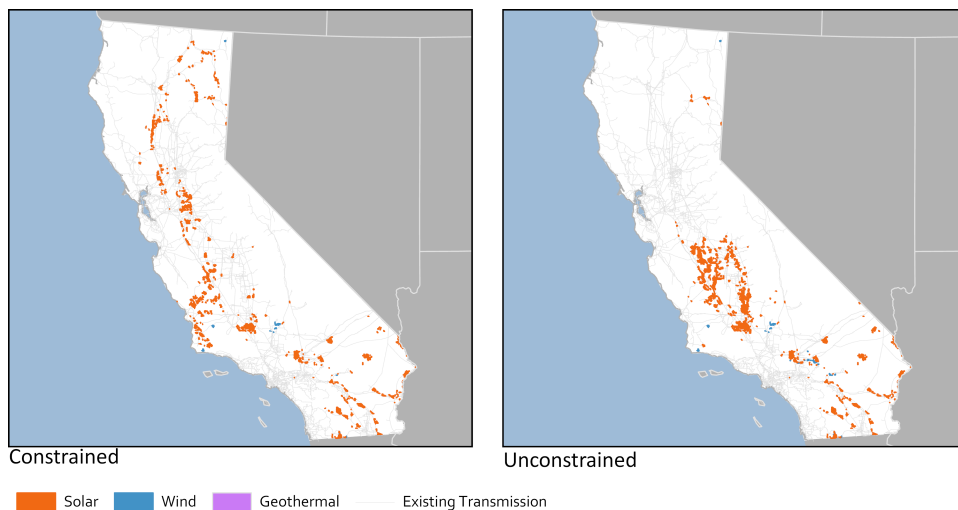 Constrained
Unconstrained
Solar Wind Geothermal Existing Transmission